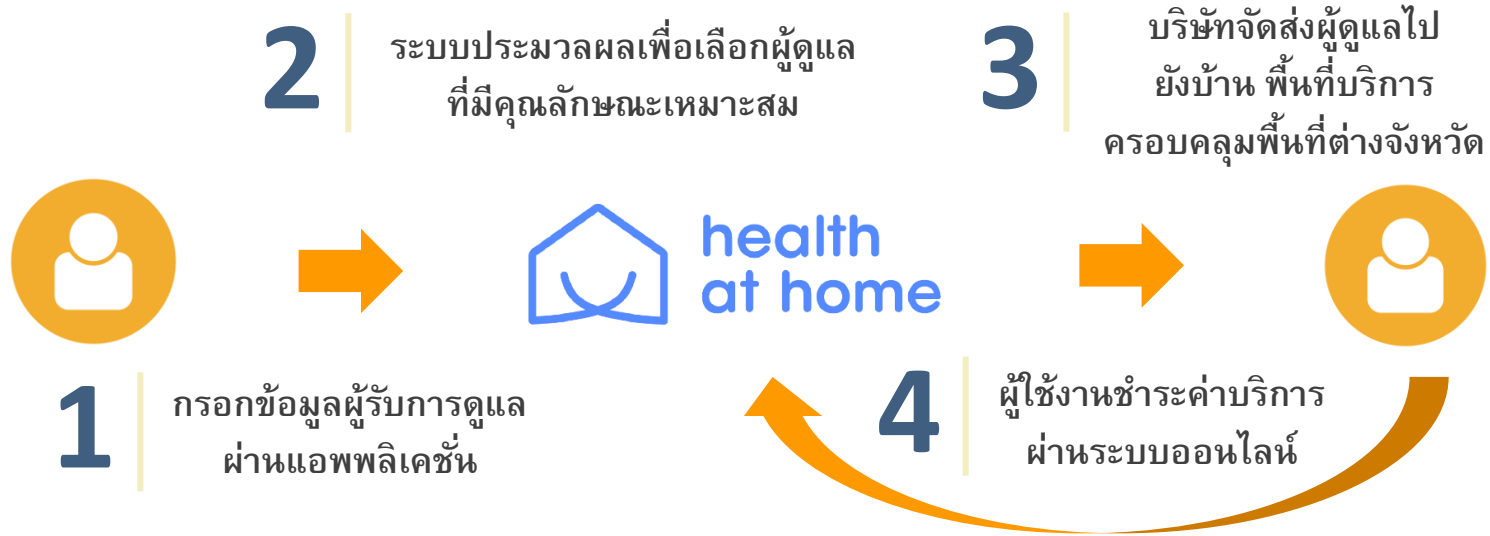 2
ระบบประมวลผลเพื่อเลือกผู้ดูแล
ที่มีคุณลักษณะเหมาะสม
3
บริษัทจัดส่งผู้ดูแลไป
ยังบ้าน พื้นที่บริการ
ครอบคลุมพื้นที่ต่างจังหวัด
health
at home
1
กรอกข้อมูลผู้รับการดูแล
ผ่านแอพพลิเคชั่น
4
ผู้ใช้งานชำระค่าบริการ
ผ่านระบบออนไลน์